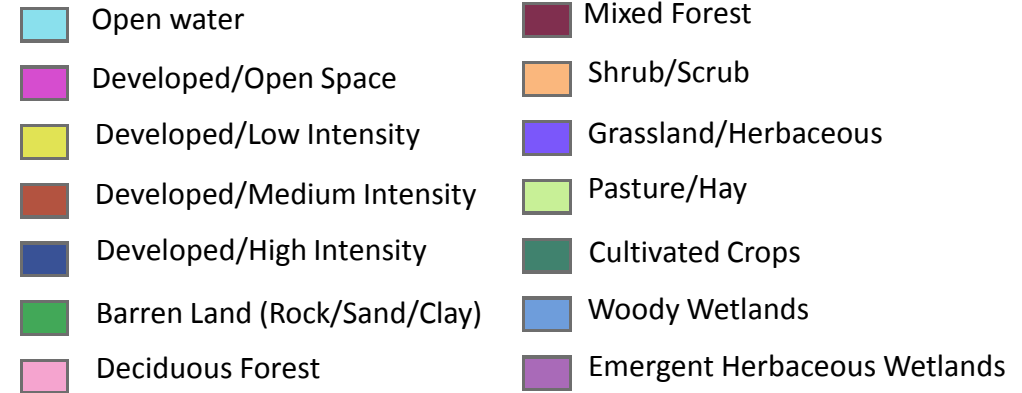 Open water
Developed/Open Space
Developed/Low Intensity
Developed/Medium Intensity
Developed/High Intensity
Barren Land (Rock/Sand/Clay)
Deciduous Forest
Mixed Forest
Shrub/Scrub
Grassland/Herbaceous
Pasture/Hay
Cultivated Crops
Woody Wetlands
Emergent Herbaceous Wetlands